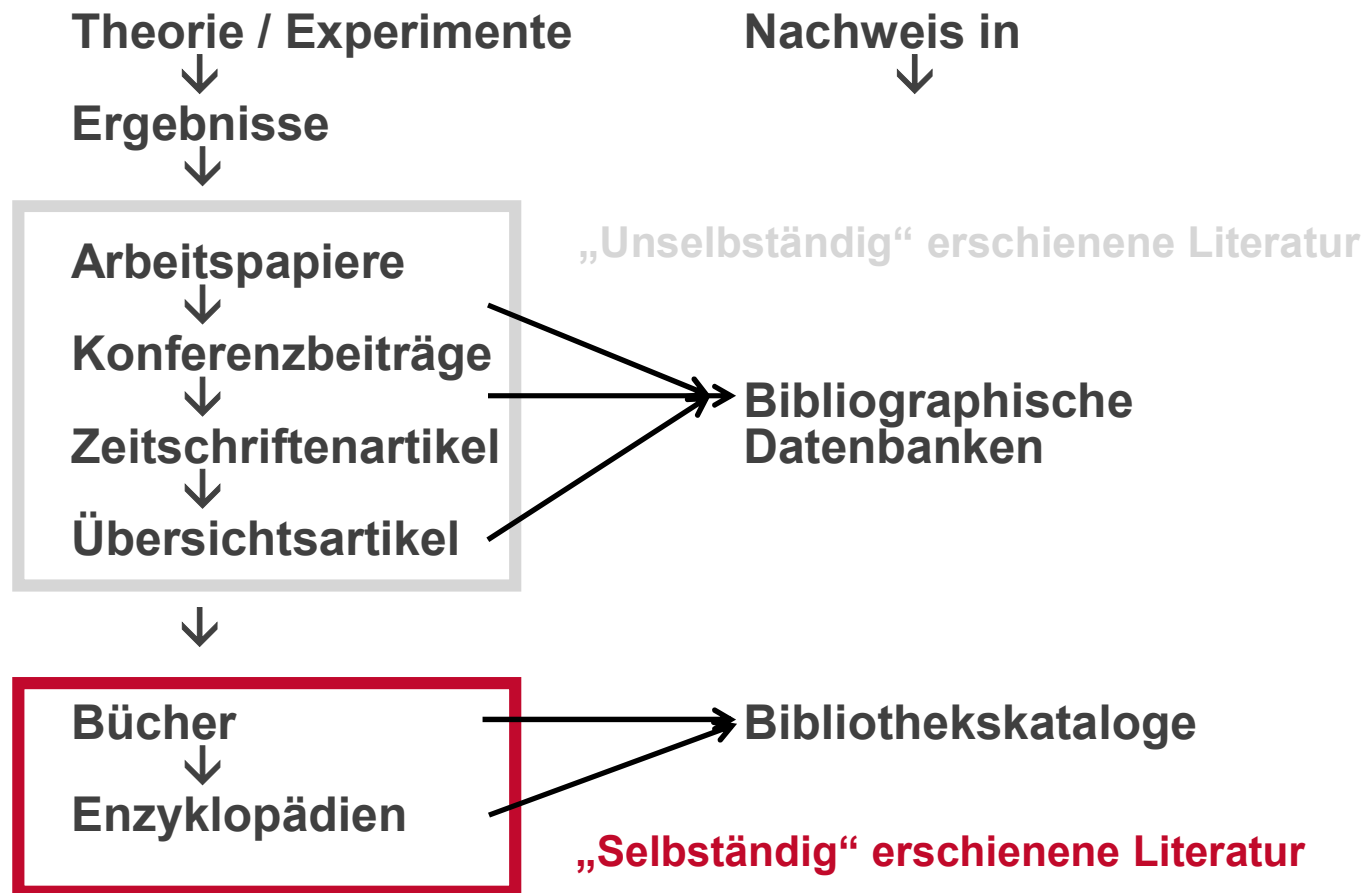 Theorie / Experimente
Nachweis in
Ergebnisse
„Unselbständig“ erschienene Literatur
Arbeitspapiere
Konferenzbeiträge
Zeitschriftenartikel
Übersichtsartikel
Bibliographische
Datenbanken
Bücher
Enzyklopädien
Bibliothekskataloge
„Selbständig“ erschienene Literatur